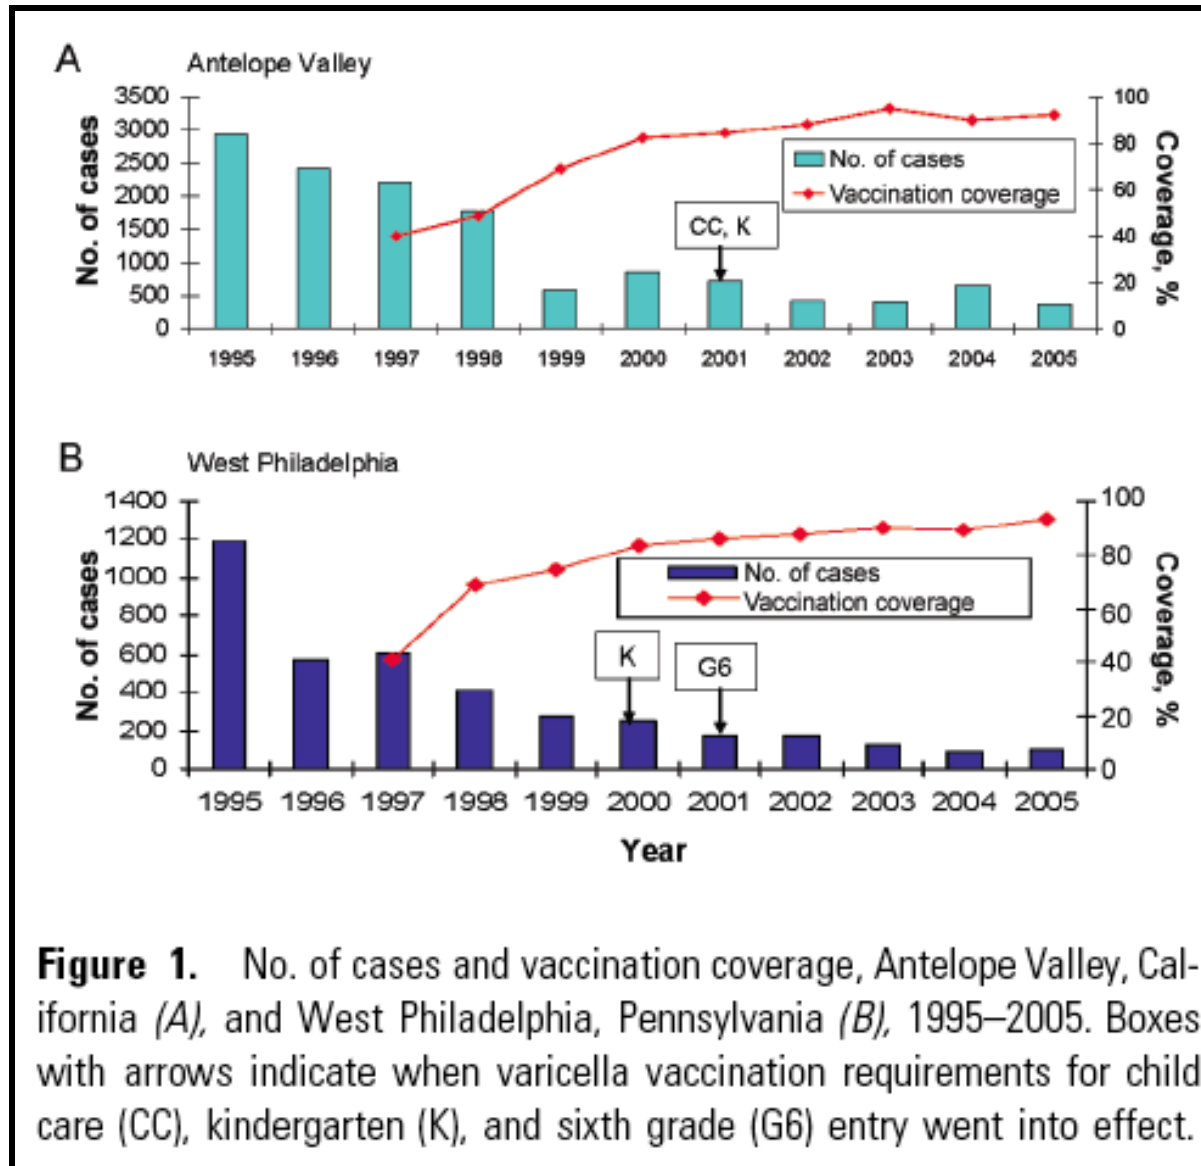 A
Antelope Valley
No. of cases
3500
3000
2500
2000
1500
1000
500
0
100
80
60
40
20
0
Coverage, %
No. of cases
Vaccination coverage
CC, K
1995 1996 1997 1998 1999 2000 2001 2002 2003 2004 2005
B
West Philadelphia
No. of cases
1400
1200
1000
800
600
400
200
0
100
80
60
40
20
0
Coverage, %
No. of cases
Vaccination coverage
K
G6
1995 1996 1997 1998 1999 2000 2001 2002 2003 2004 2005
Year
Figure 1. No. of cases and vaccination coverage, Antelope Valley, Cal-
ifornia (A), and West Philadelphia, Pennsylvania (B), 1995–2005. Boxes
with arrows indicate when varicella vaccination requirements for child
care (CC), kindergarten (K), and sixth grade (G6) entry went into effect.